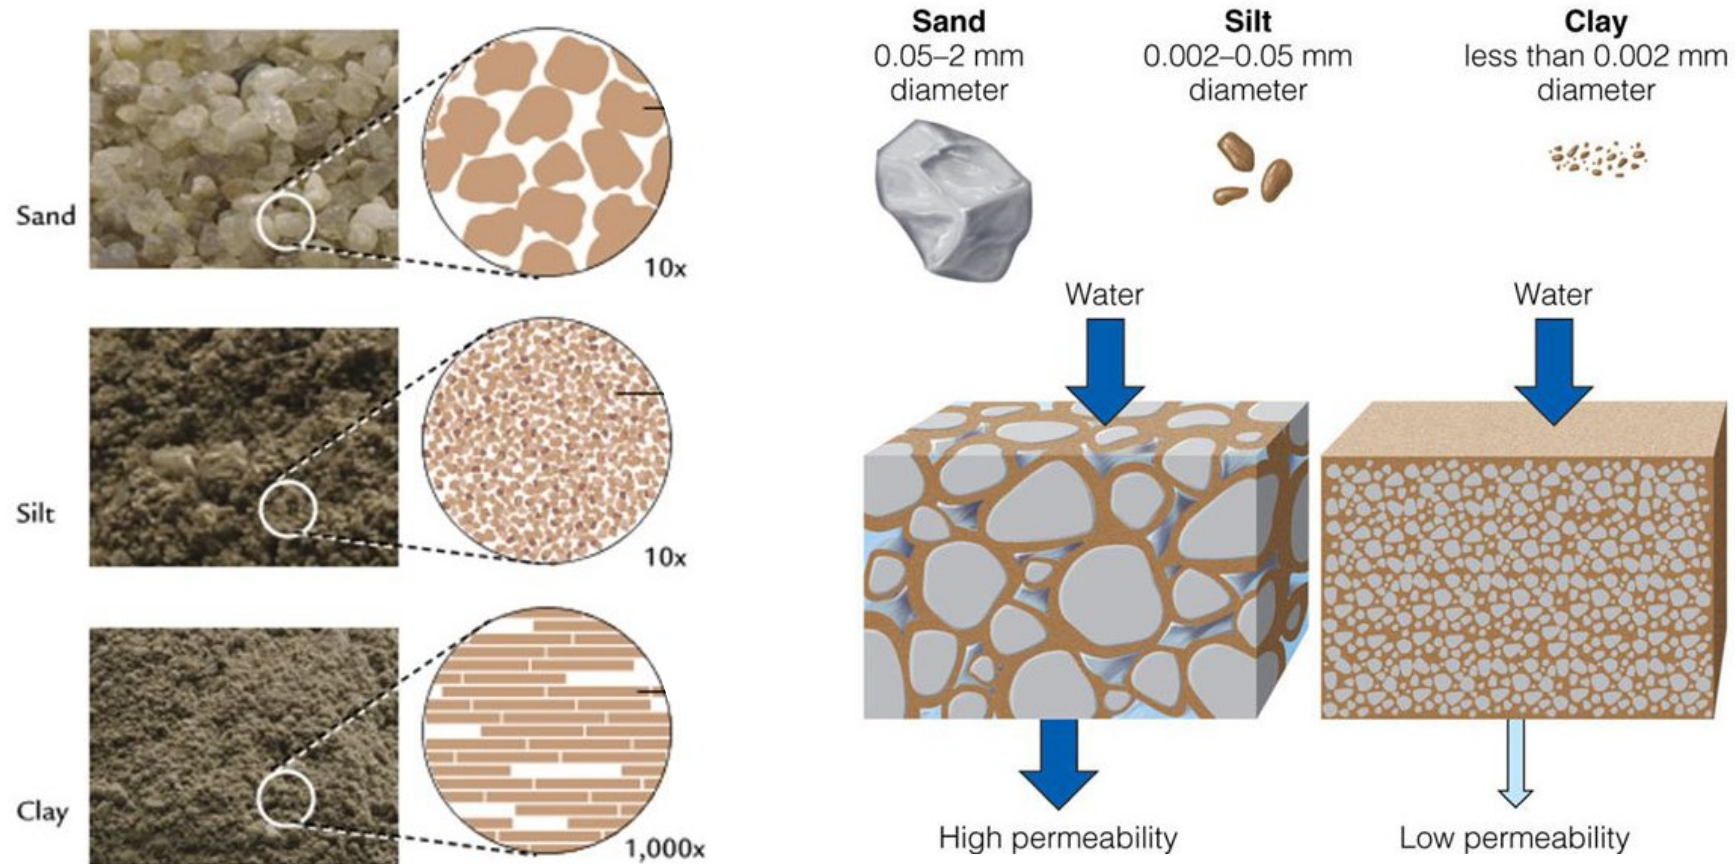 Sand
10x
Silt
10x
Clay
1,000x
Sand
0.05–2 mm
diameter
Silt
0.002–0.05 mm
diameter
Clay
less than 0.002 mm
diameter
Water
Water
High permeability
Low permeability